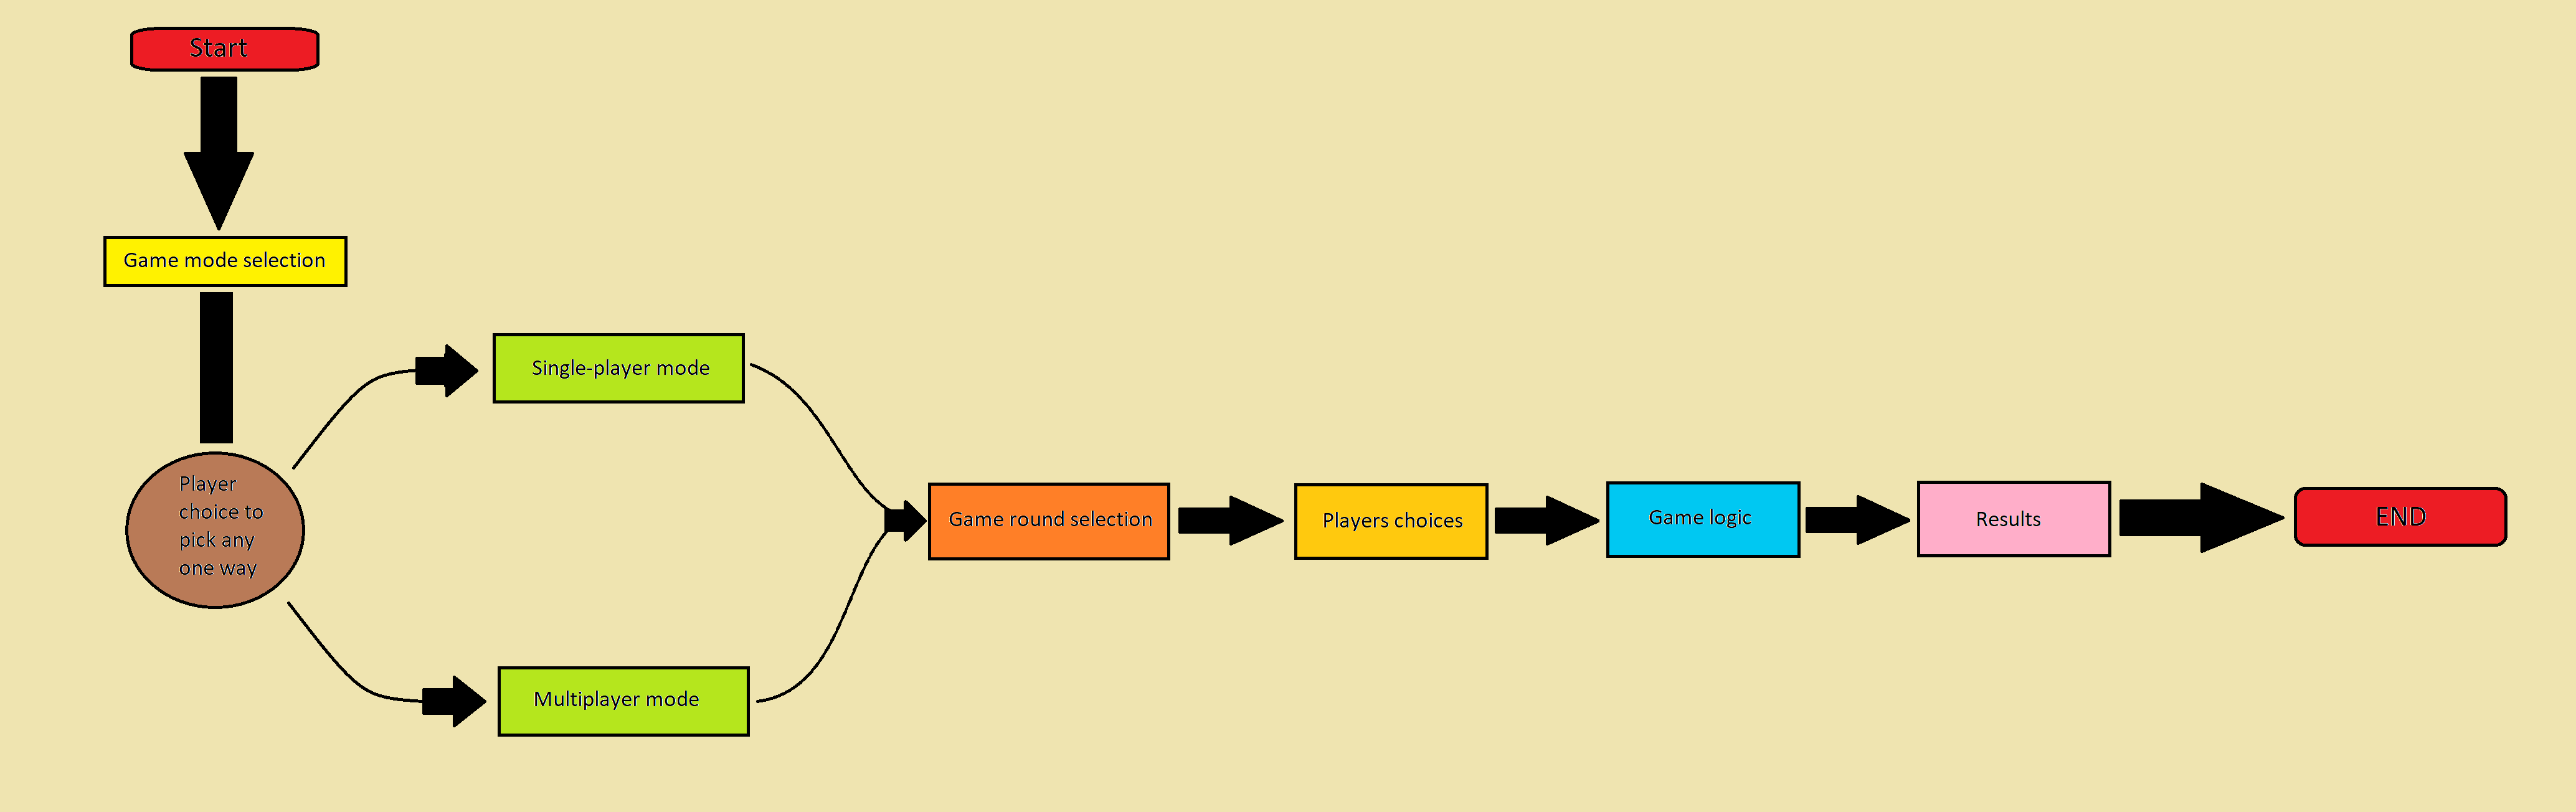 Start
Game mode selection
Player
choice to
pick any
one way
Single-player mode
Multiplayer mode
Game round selection
Players choices
Game logic
Results
END